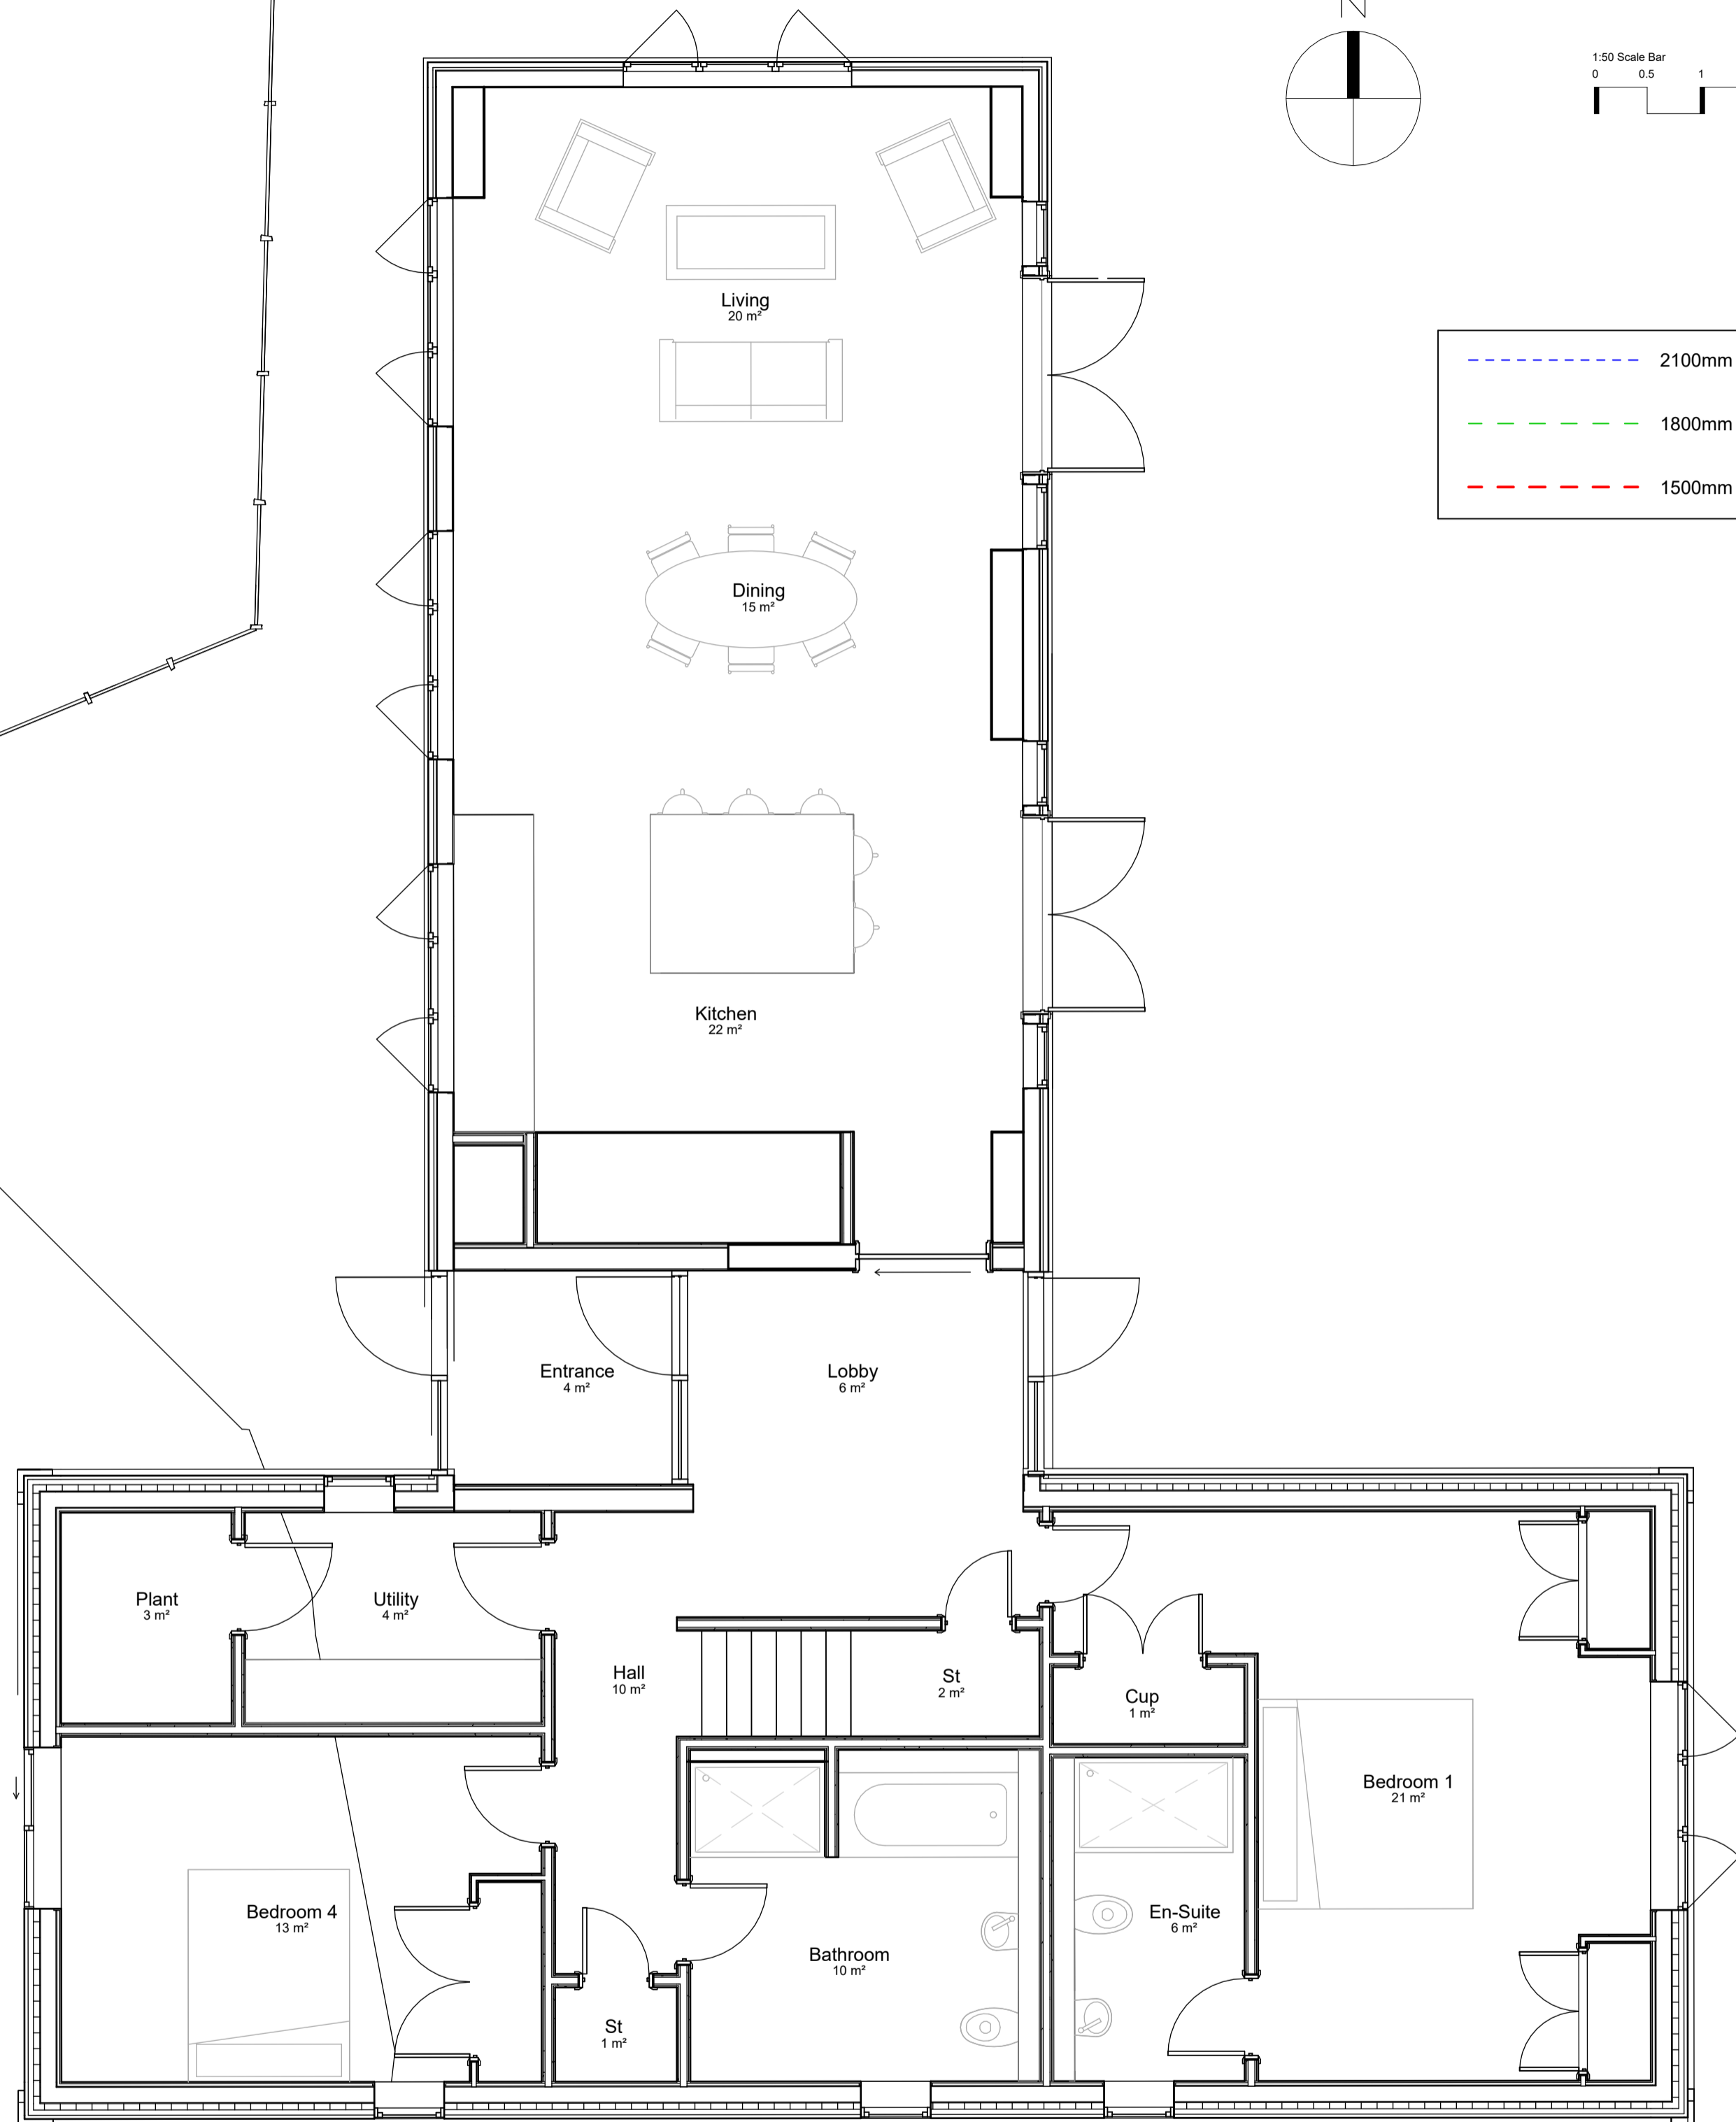 N
1:50 Scale Bar
0 0.5 1
2100mm
1800mm
1500mm
Living
20 m²
Dining
15 m²
Kitchen
22 m²
Entrance
4 m²
Lobby
6 m²
Plant
3 m²
Utility
4 m²
Hall
10 m²
St
2 m²
Cup
1 m²
Bedroom 1
21 m²
Bedroom 4
13 m²
En-Suite
6 m²
Bathroom
10 m²
St
1 m²